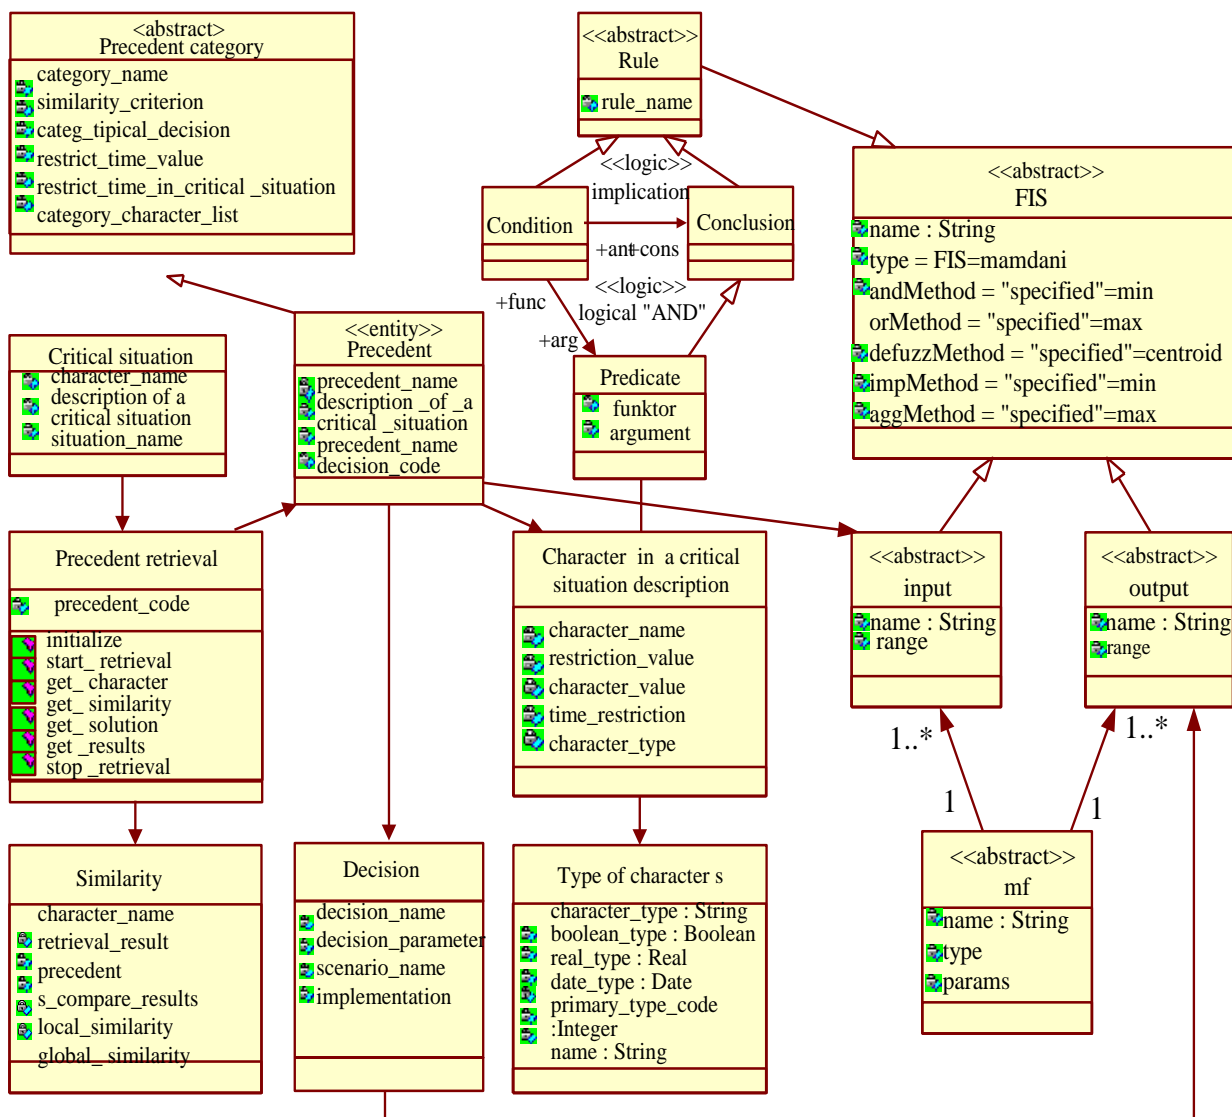 <abstract>
Precedent category
category_name
similarity_criterion
categ_tipical_decision
restrict_time_value
restrict_time_in_critical _situation
category_character_list
<<abstract>>
Rule
rule_name
<<logic>>
implication
Condition
Conclusion
+ant
+cons
<<logic>>
logical "AND"
+func
+arg
Predicate
funktor
argument
<<abstract>>
FIS
name : String
type = FIS=mamdani
andMethod = "specified"=min
orMethod = "specified"=max
defuzzMethod = "specified"=centroid
impMethod = "specified"=min
aggMethod = "specified"=max
Critical situation
character_name
description of a
critical situation
situation_name
<<entity>>
Precedent
precedent_name
description _of _a
critical _situation
precedent_name
decision_code
Precedent retrieval
precedent_code
initialize
start_ retrieval
get_ character
get_ similarity
get_ solution
get _results
stop _retrieval
Character in a critical
situation description
character_name
restriction_value
character_value
time_restriction
character_type
<<abstract>>
input
name : String
range
<<abstract>>
output
name : String
range
1..*
1..*
1
1
Similarity
character_name
retrieval_result
precedent
s_compare_results
local_similarity
global_ similarity
Decision
decision_name
decision_parameter
scenario_name
implementation
Type of character s
character_type : String
boolean_type : Boolean
real_type : Real
date_type : Date
primary_type_code
:Integer
name : String
<<abstract>>
mf
name : String
type
params